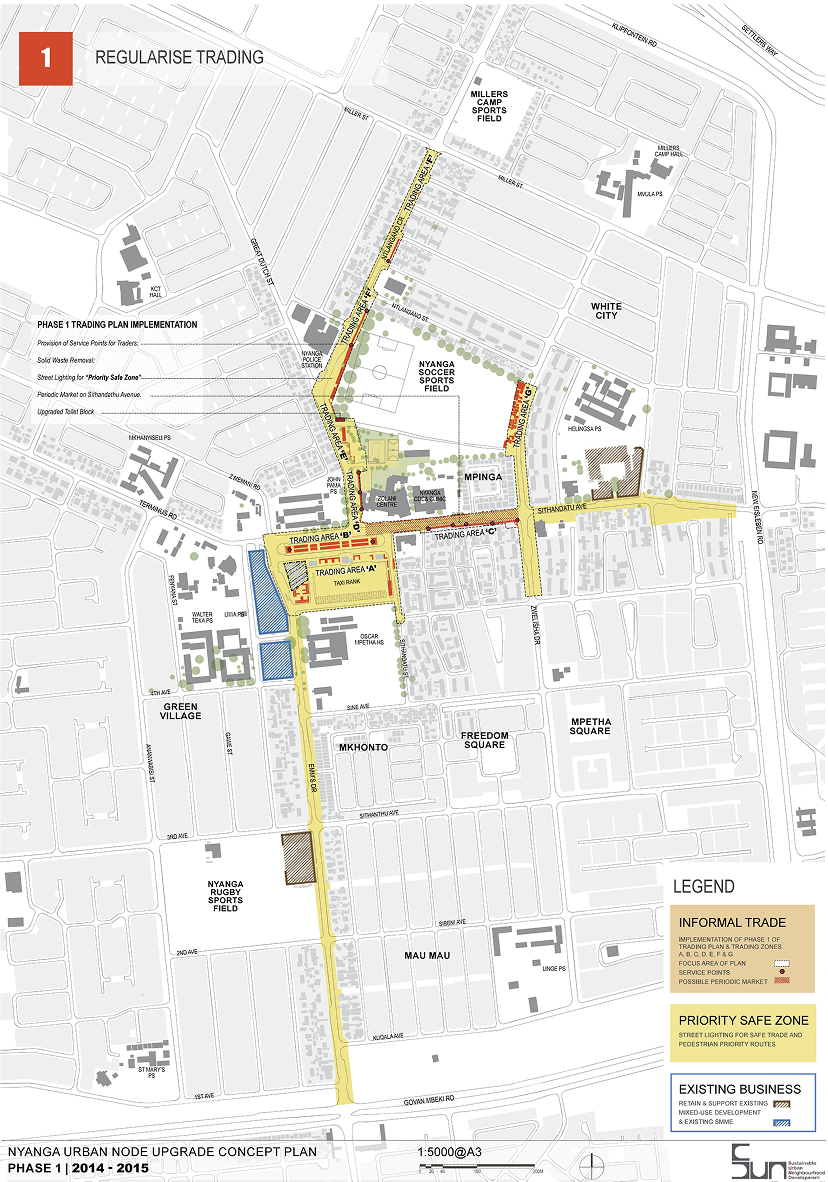 1
REGULARISE TRADING
KLIPFONTEIN RD
SETTLERS WAY
MILLERS
CAMP
SPORTS
FIELD
MILLER ST
MILLERS
CAMP HALL
MVULA PS
MILLER ST
TRADING AREA 'F'
NTLANGANO CR
GREAT DUTCH ST
KCT
HALL
WHITE
CITY
NTLANGANO ST
TRADING AREA 'F'
PHASE 1 TRADING PLAN IMPLEMENTATION
Provision of Service Points for Traders;
Solid Waste Removal;
Street Lighting for "Priority Safe Zone"
Periodic Market on Sithandathu Avenue.
Upgraded Toilet Block
NYANGA
POLICE
STATION
NYANGA
SOCCER
SPORTS
FIELD
TRADING AREA 'G'
HELINGSA PS
TRADING AREA 'E'
MKHANYISELI PS
Z.MEMANI RD
TERMINUS RD
JOHN
PAMA
PS
TRADING AREA 'D'
ZOLANI
CENTRE
NYANGA
CDC& CLINIC
MPINGA
SITHANDATU AVE
NEW EISLEBEN RD
TRADING AREA 'B'
TRADING AREA 'C'
TRADING AREA 'A'
TAXI RANK
FENYANA ST
WALTER
TEKA PS
OSCAR
MPETHA HS
SITHANDATU ST
ZWELISHA DR
4TH AVE
GREEN
VILLAGE
SINE AVE
MKHONTO
FREEDOM
SQUARE
MPETHA
SQUARE
GAME ST
EMMS DR
SITHANTHU AVE
3RD AVE
NYANGA
RUGBY
SPORTS
FIELD
SIBENI AVE
2ND AVE
MAU MAU
LINGE PS
KUQALA AVE
ST MARY'S
PS
1ST AVE
GOVAN MBEKI RD
LEGEND
INFORMAL TRADE
IMPLEMENTATION OF PHASE 1 OF
TRADING PLAN & TRADING ZONES
A, B, C, D, E, F & G
FOCUS AREA OF PLAN
SERVICE POINTS
POSSIBLE PERIODIC MARKET
PRIORITY SAFE ZONE
STREET LIGHTING FOR SAFE TRADE AND
PEDESTRIAN PRIORITY ROUTES
EXISTING BUSINESS
RETAIN & SUPPORT EXISTING
MIXED-USE DEVELOPMENT
& EXISTING SMME
NYANGA URBAN NODE UPGRADE CONCEPT PLAN
PHASE 1 | 2014 - 2015
1:5000@A3
0 20 40 100 200M
Sun
Sustainable
Urban
Neighbourhood
Development